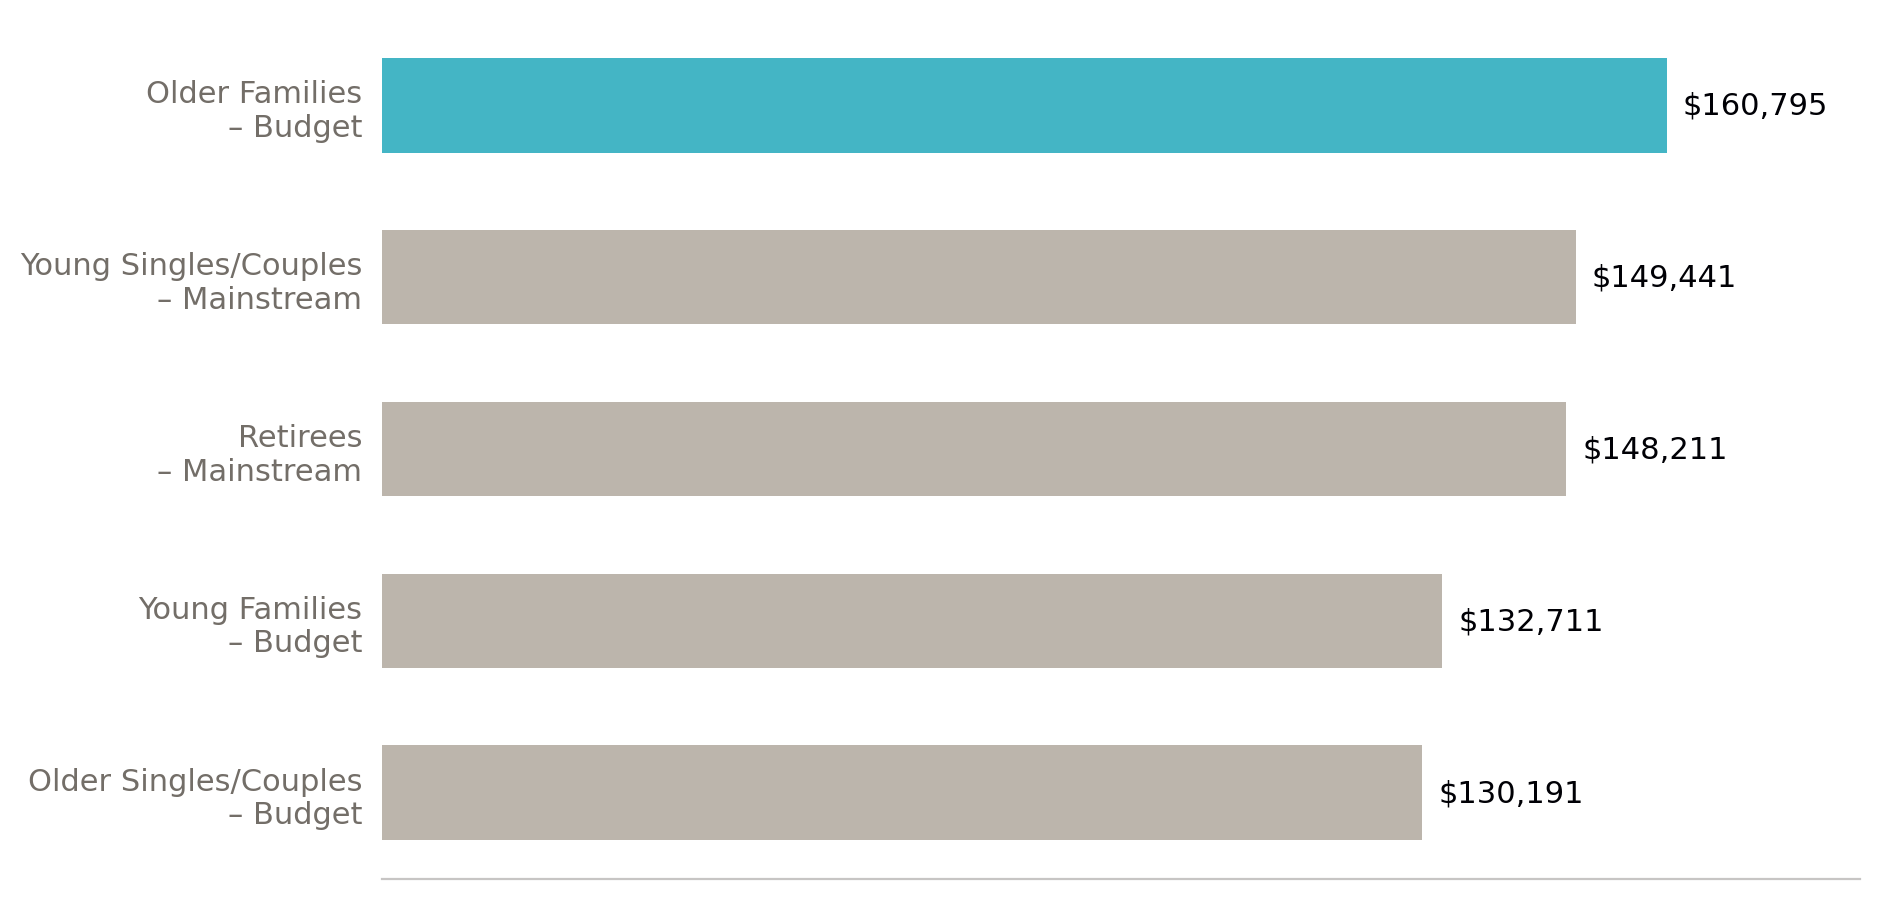 Older Families
– Budget
$160,795
Young Singles/Couples
– Mainstream
$149,441
Retirees
– Mainstream
$148,211
Young Families
– Budget
$132,711
Older Singles/Couples
– Budget
$130,191